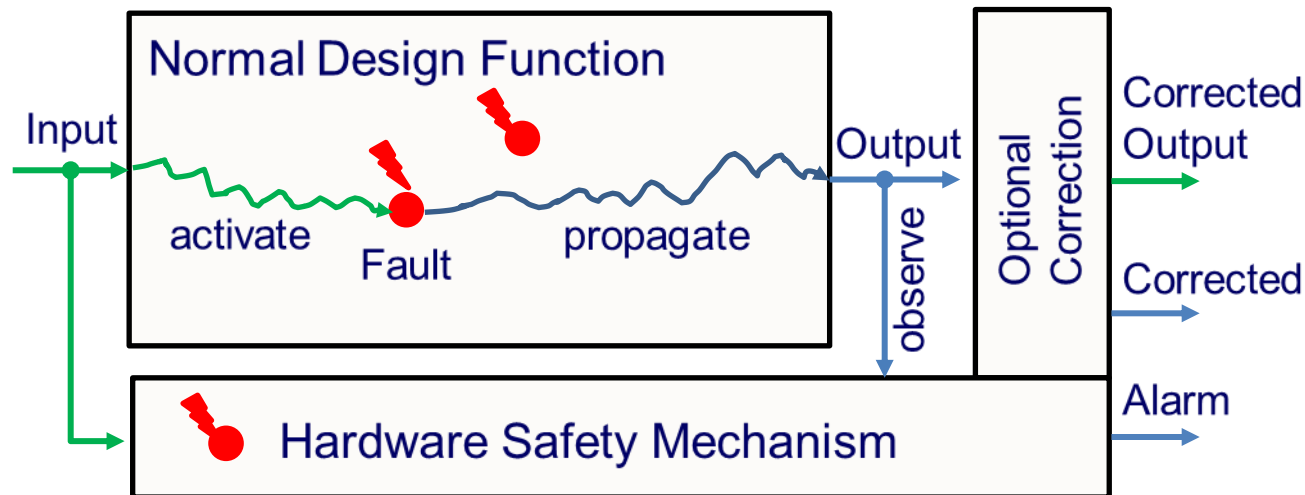 Normal Design Function
Input
activate
Fault
propagate
Output
observe
Optional
Correction
Corrected
Output
Corrected
Alarm
Hardware Safety Mechanism